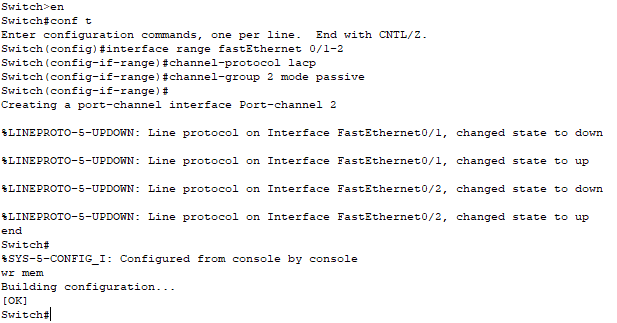 Switch>en
Switch#conf t
Enter configuration commands, one per line.  End with CNTL/Z.
Switch(config)#interface range fastEthernet 0/1-2
Switch(config-if-range)#channel-protocol lacp
Switch(config-if-range)#channel-group 2 mode passive
Switch(config-if-range)#
Creating a port-channel interface Port-channel 2
%LINEPROTO-5-UPDOWN: Line protocol on Interface FastEthernet0/1, changed state to down
%LINEPROTO-5-UPDOWN: Line protocol on Interface FastEthernet0/1, changed state to up
%LINEPROTO-5-UPDOWN: Line protocol on Interface FastEthernet0/2, changed state to down
%LINEPROTO-5-UPDOWN: Line protocol on Interface FastEthernet0/2, changed state to up
end
Switch#
%SYS-5-CONFIG_I: Configured from console by console
wr mem
Building configuration...
[OK]
Switch#